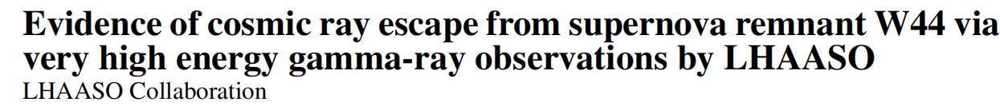 Evidence of cosmic ray escape from supernova remnant W44 via
very high energy gamma-ray observations by LHAASO
LHAASO Collaboration